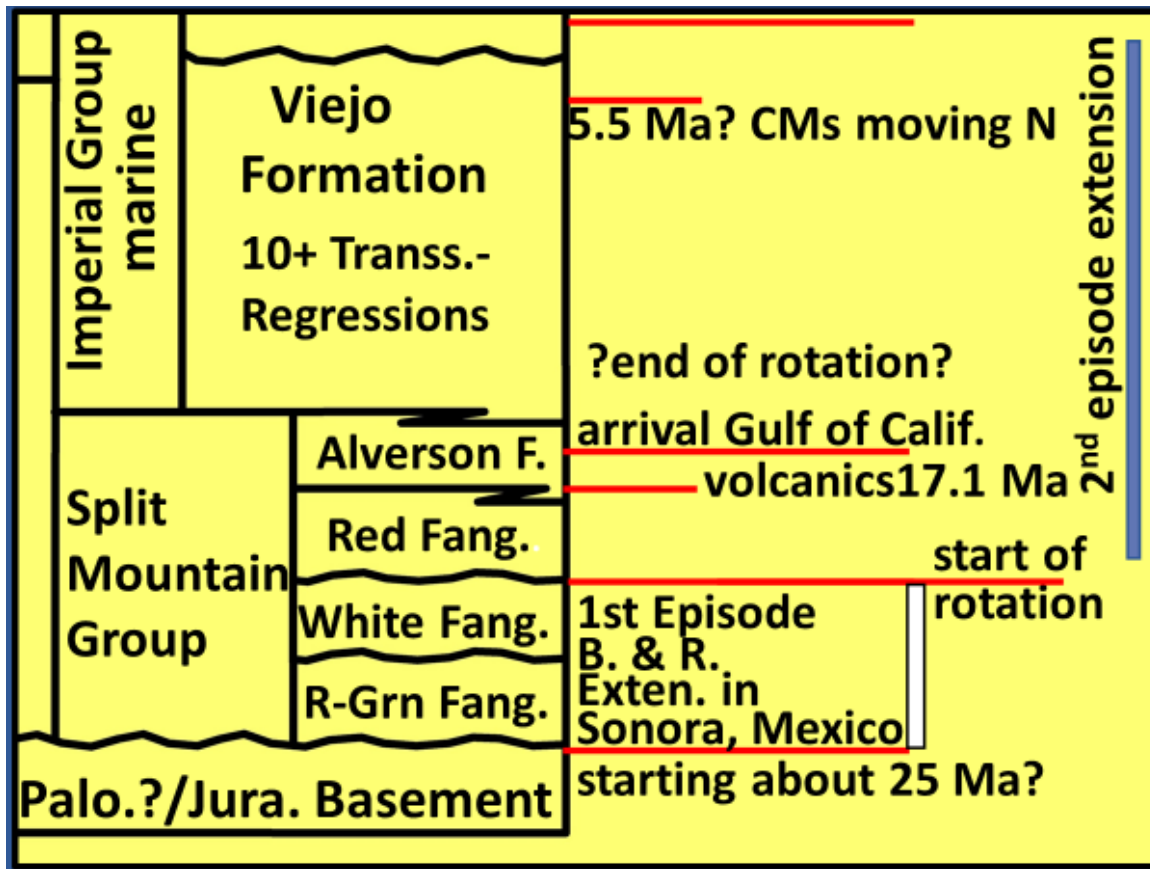 Imperial Group
marine
Viejo
Formation
10+ Transs.-
Regressions
5.5 Ma? CMs moving N
2nd episode extension
?end of rotation?
arrival Gulf of Calif.
volcanics17.1 Ma
Split
Mountain
Group
Alverson F.
Red Fang..
White Fang.
R-Grn Fang.
start of
rotation
1st Episode
B. & R.
Exten. in
Sonora, Mexico
starting about 25 Ma?
Palo.?/Jura. Basement